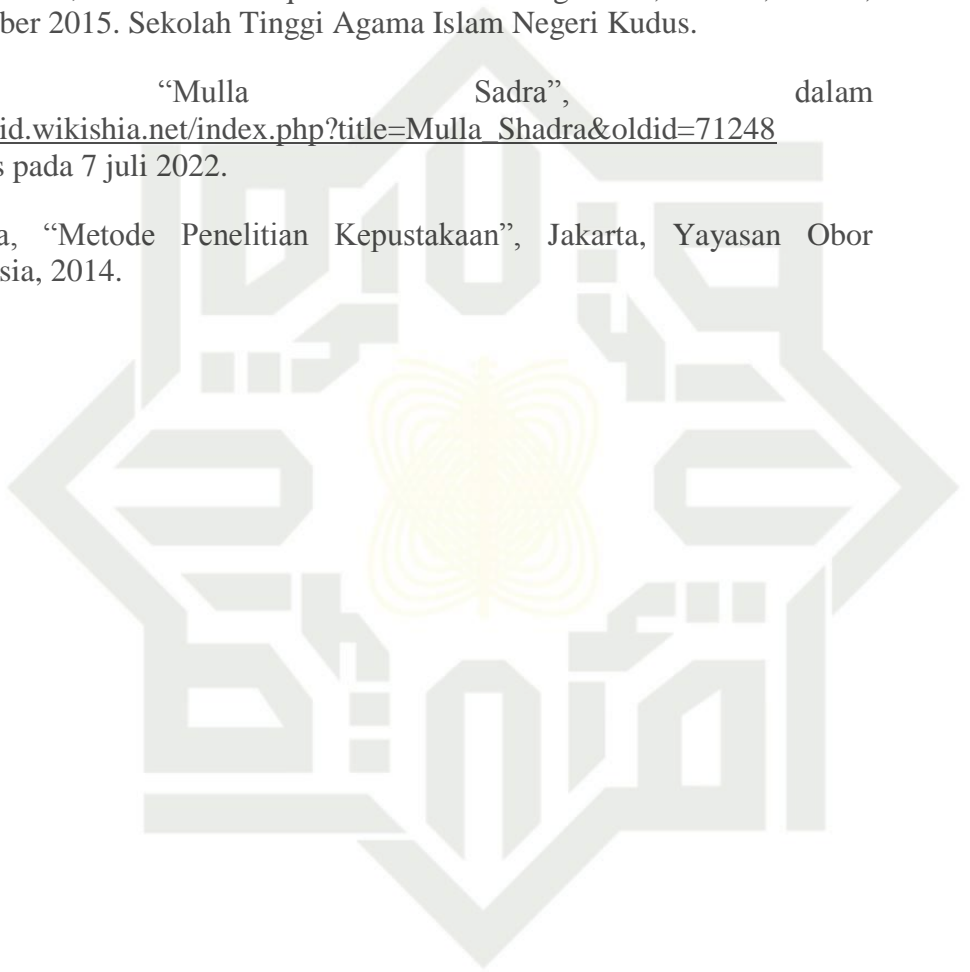 ber 2015. Sekolah Tinggi Agama Islam Negeri Kudus.
“Mulla Sadra”, dalam
id.wikishia.net/index.php?title=Mulla_Shadra&oldid=71248
s pada 7 juli 2022.
a, “Metode Penelitian Kepustakaan”, Jakarta, Yayasan Obor
sia, 2014.